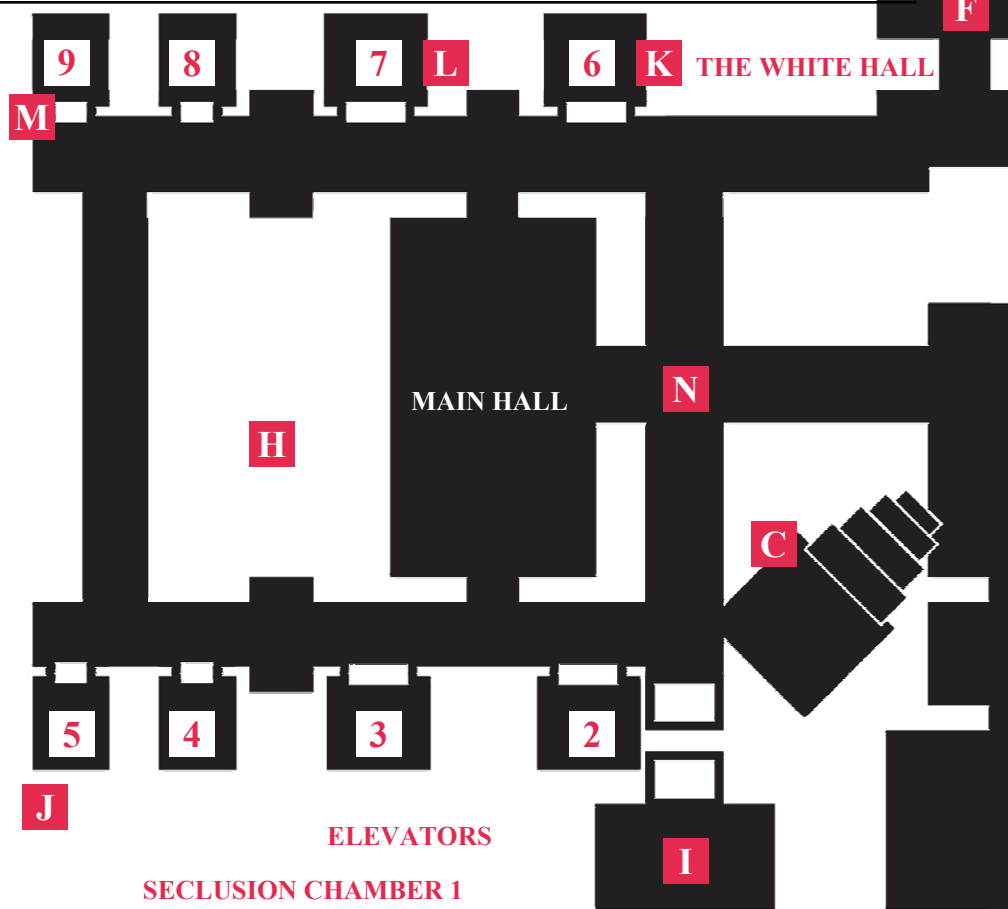 F
9
8
7
L
6
K
THE WHITE HALL
M
N
MAIN HALL
H
C
5
4
3
2
J
ELEVATORS
I
SECLUSION CHAMBER 1